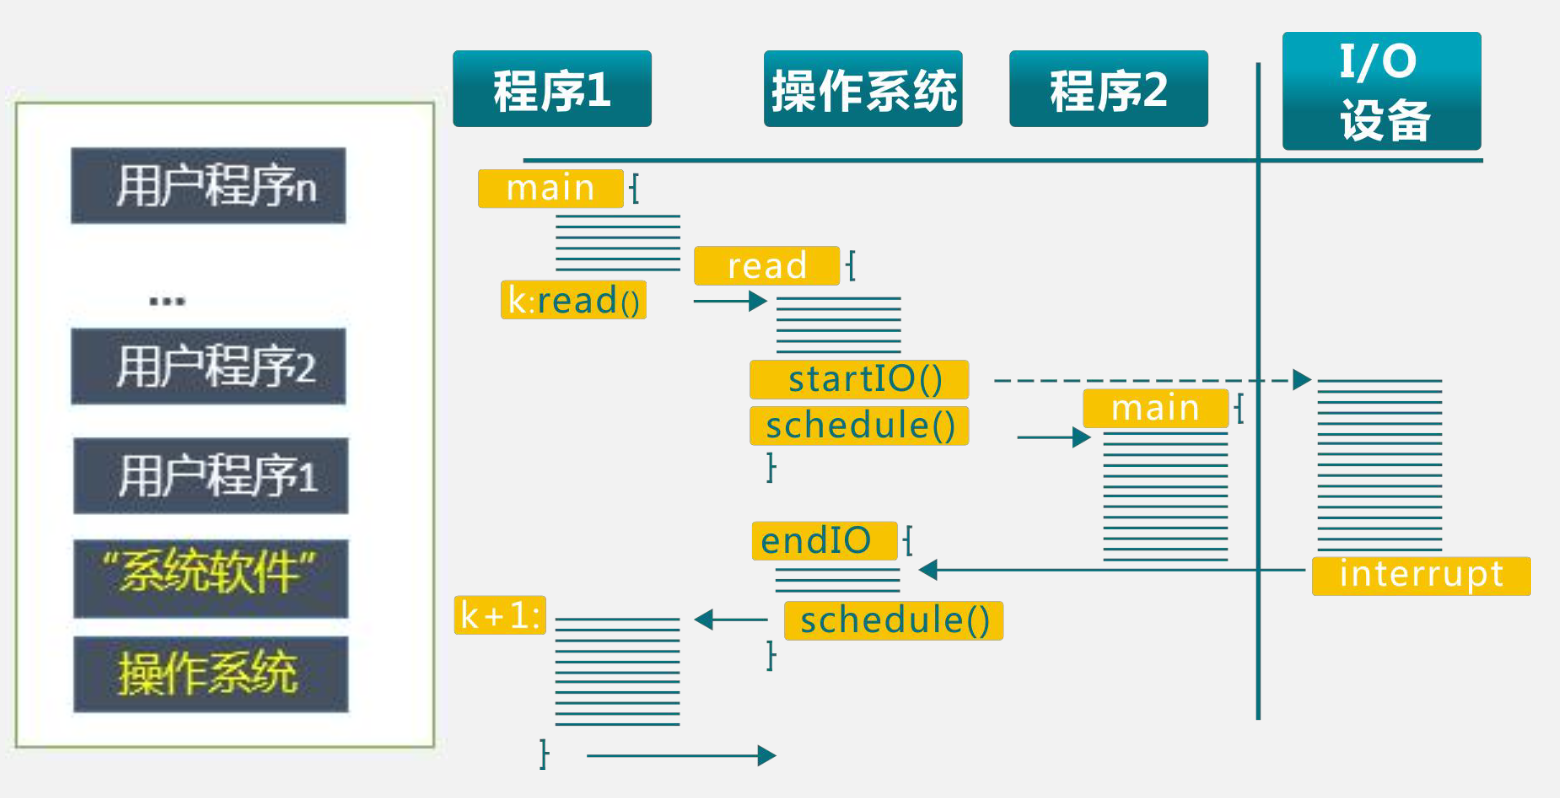 用户程序n
...
用户程序2
用户程序1
“系统软件”
操作系统
程序1
操作系统
程序2
I/O
设备
main {
read {
k:read()
startIO()
main {
schedule()
}
endIO {
interrupt
k+1:
schedule()
}
}